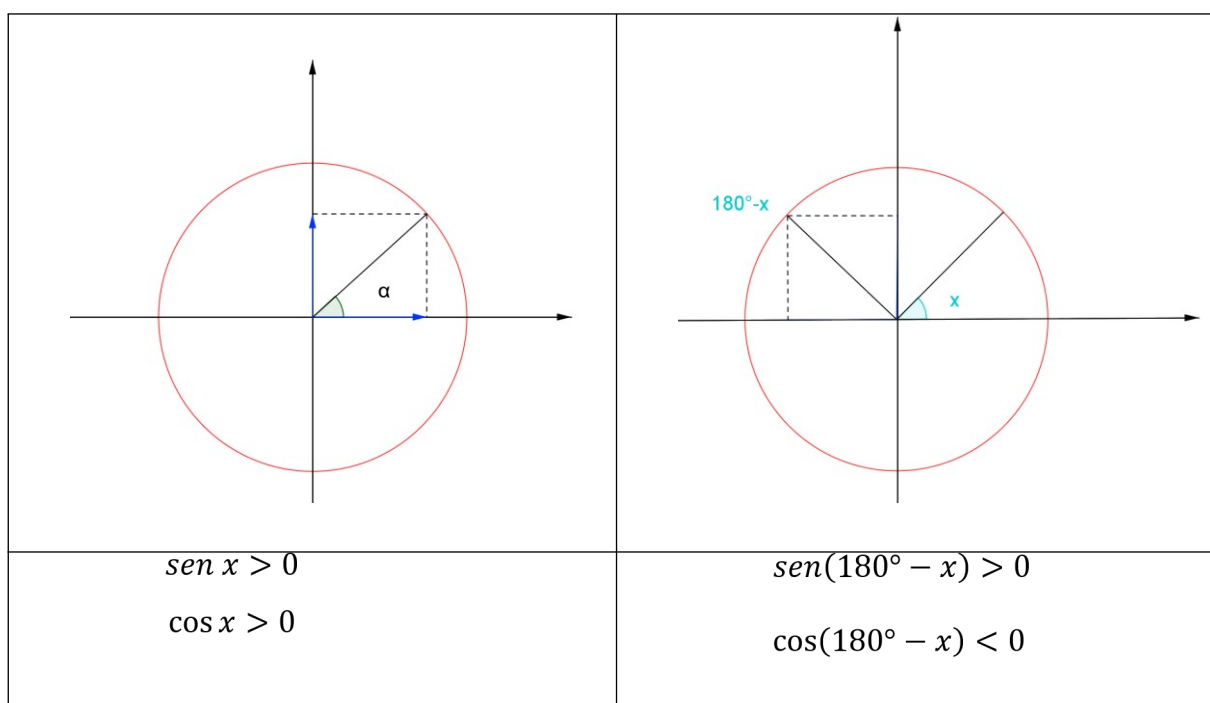 α
180°-x
x
sen x > 0
cos x > 0
sen(180° − x) > 0
cos(180° − x) < 0